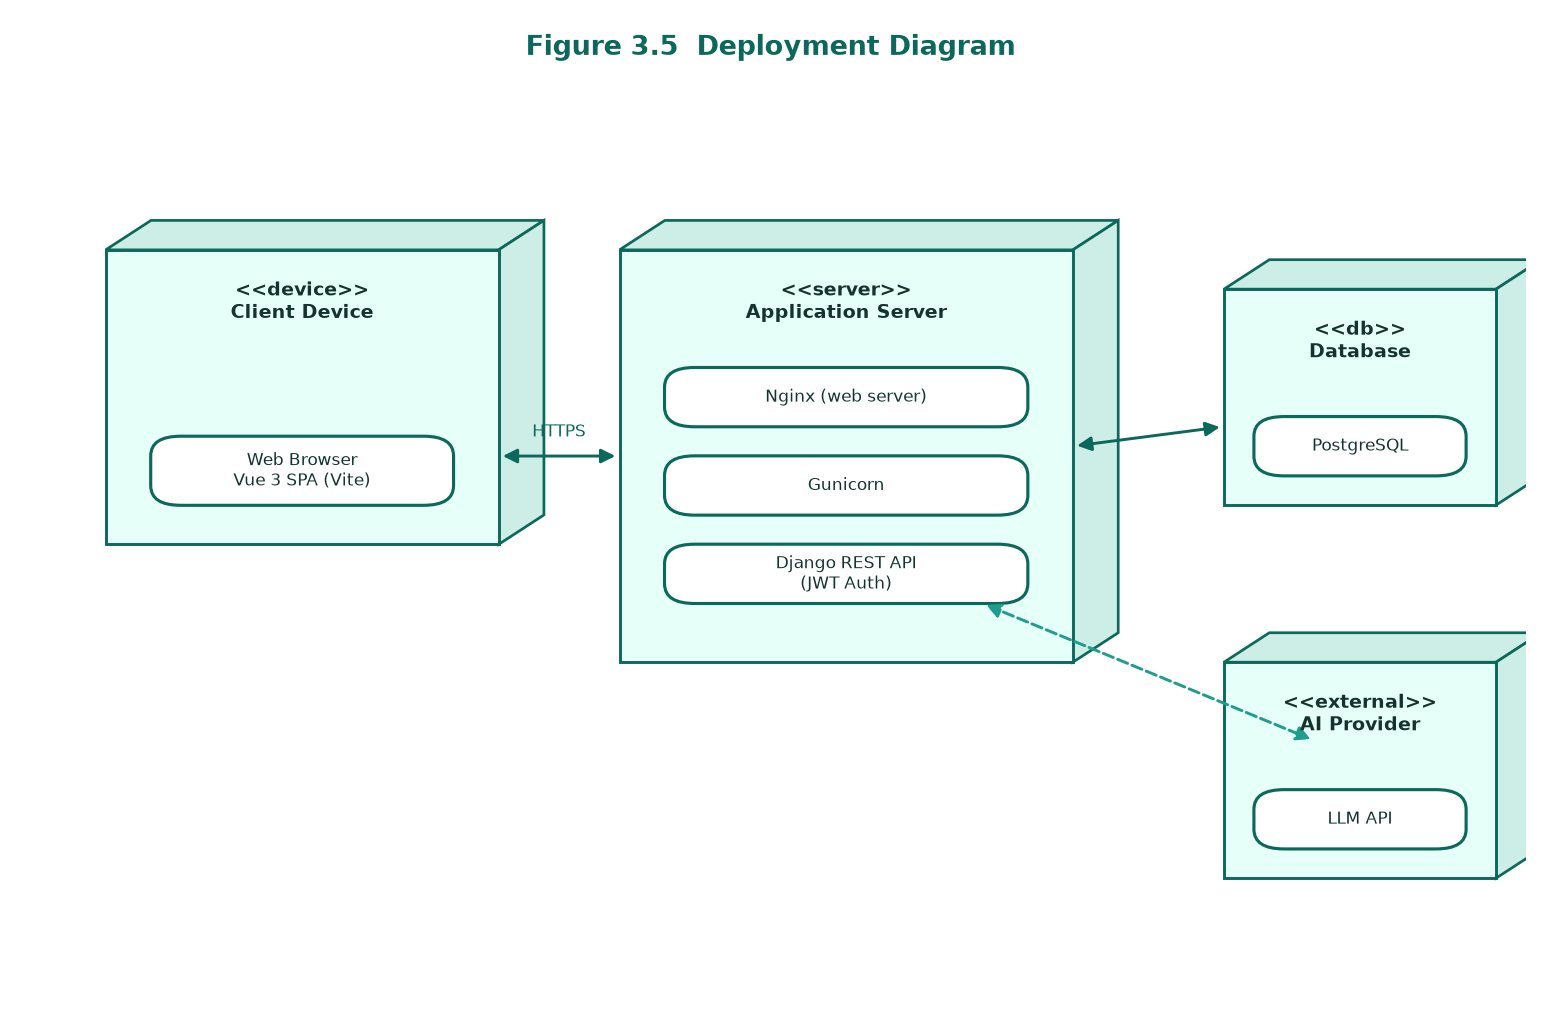 Figure 3.5  Deployment Diagram
<<device>>
Client Device
Web Browser
Vue 3 SPA (Vite)
HTTPS
<<server>>
Application Server
Nginx (web server)
Gunicorn
Django REST API
(JWT Auth)
<<db>>
Database
PostgreSQL
<<external>>
AI Provider
LLM API